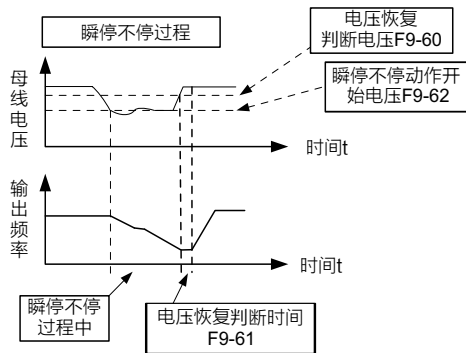 瞬停不停过程
电压恢复
判断电压F9-60
瞬停不停动作开
始电压F9-62
母线电压
时间t
输出频率
时间t
瞬停不停
过程中
电压恢复判断时间
F9-61